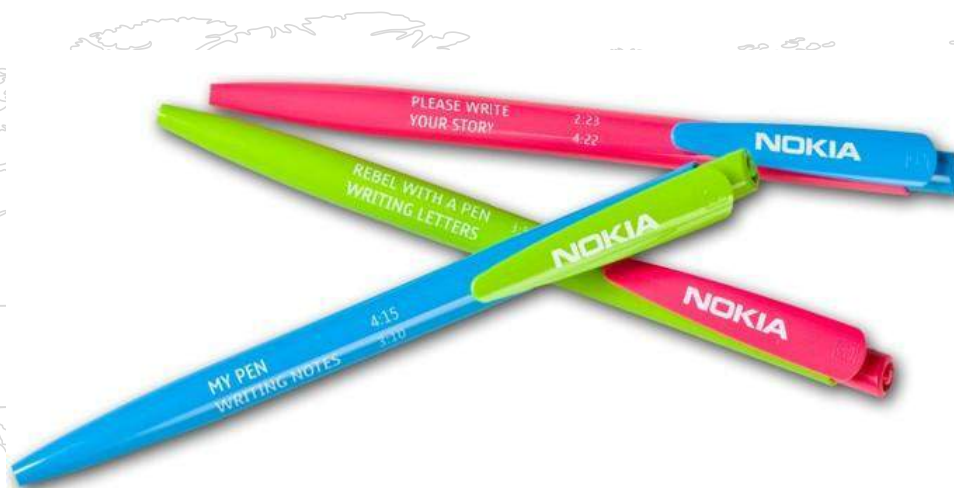 PLEASE WRITE 2:23
YOUR STORY 4:22
NOKIA
REBEL WITH A PEN
WRITING LETTERS
NOKIA
NOKIA
MY PEN 4:15
WRITING NOTES 3:10